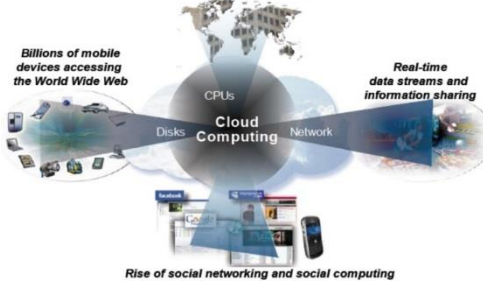 Billions of mobile
devices accessing
the World Wide Web
Real-time
data streams and
information sharing
CPUs
Disks
Cloud
Computing
Network
facebook
Google
Rise of social networking and social computing